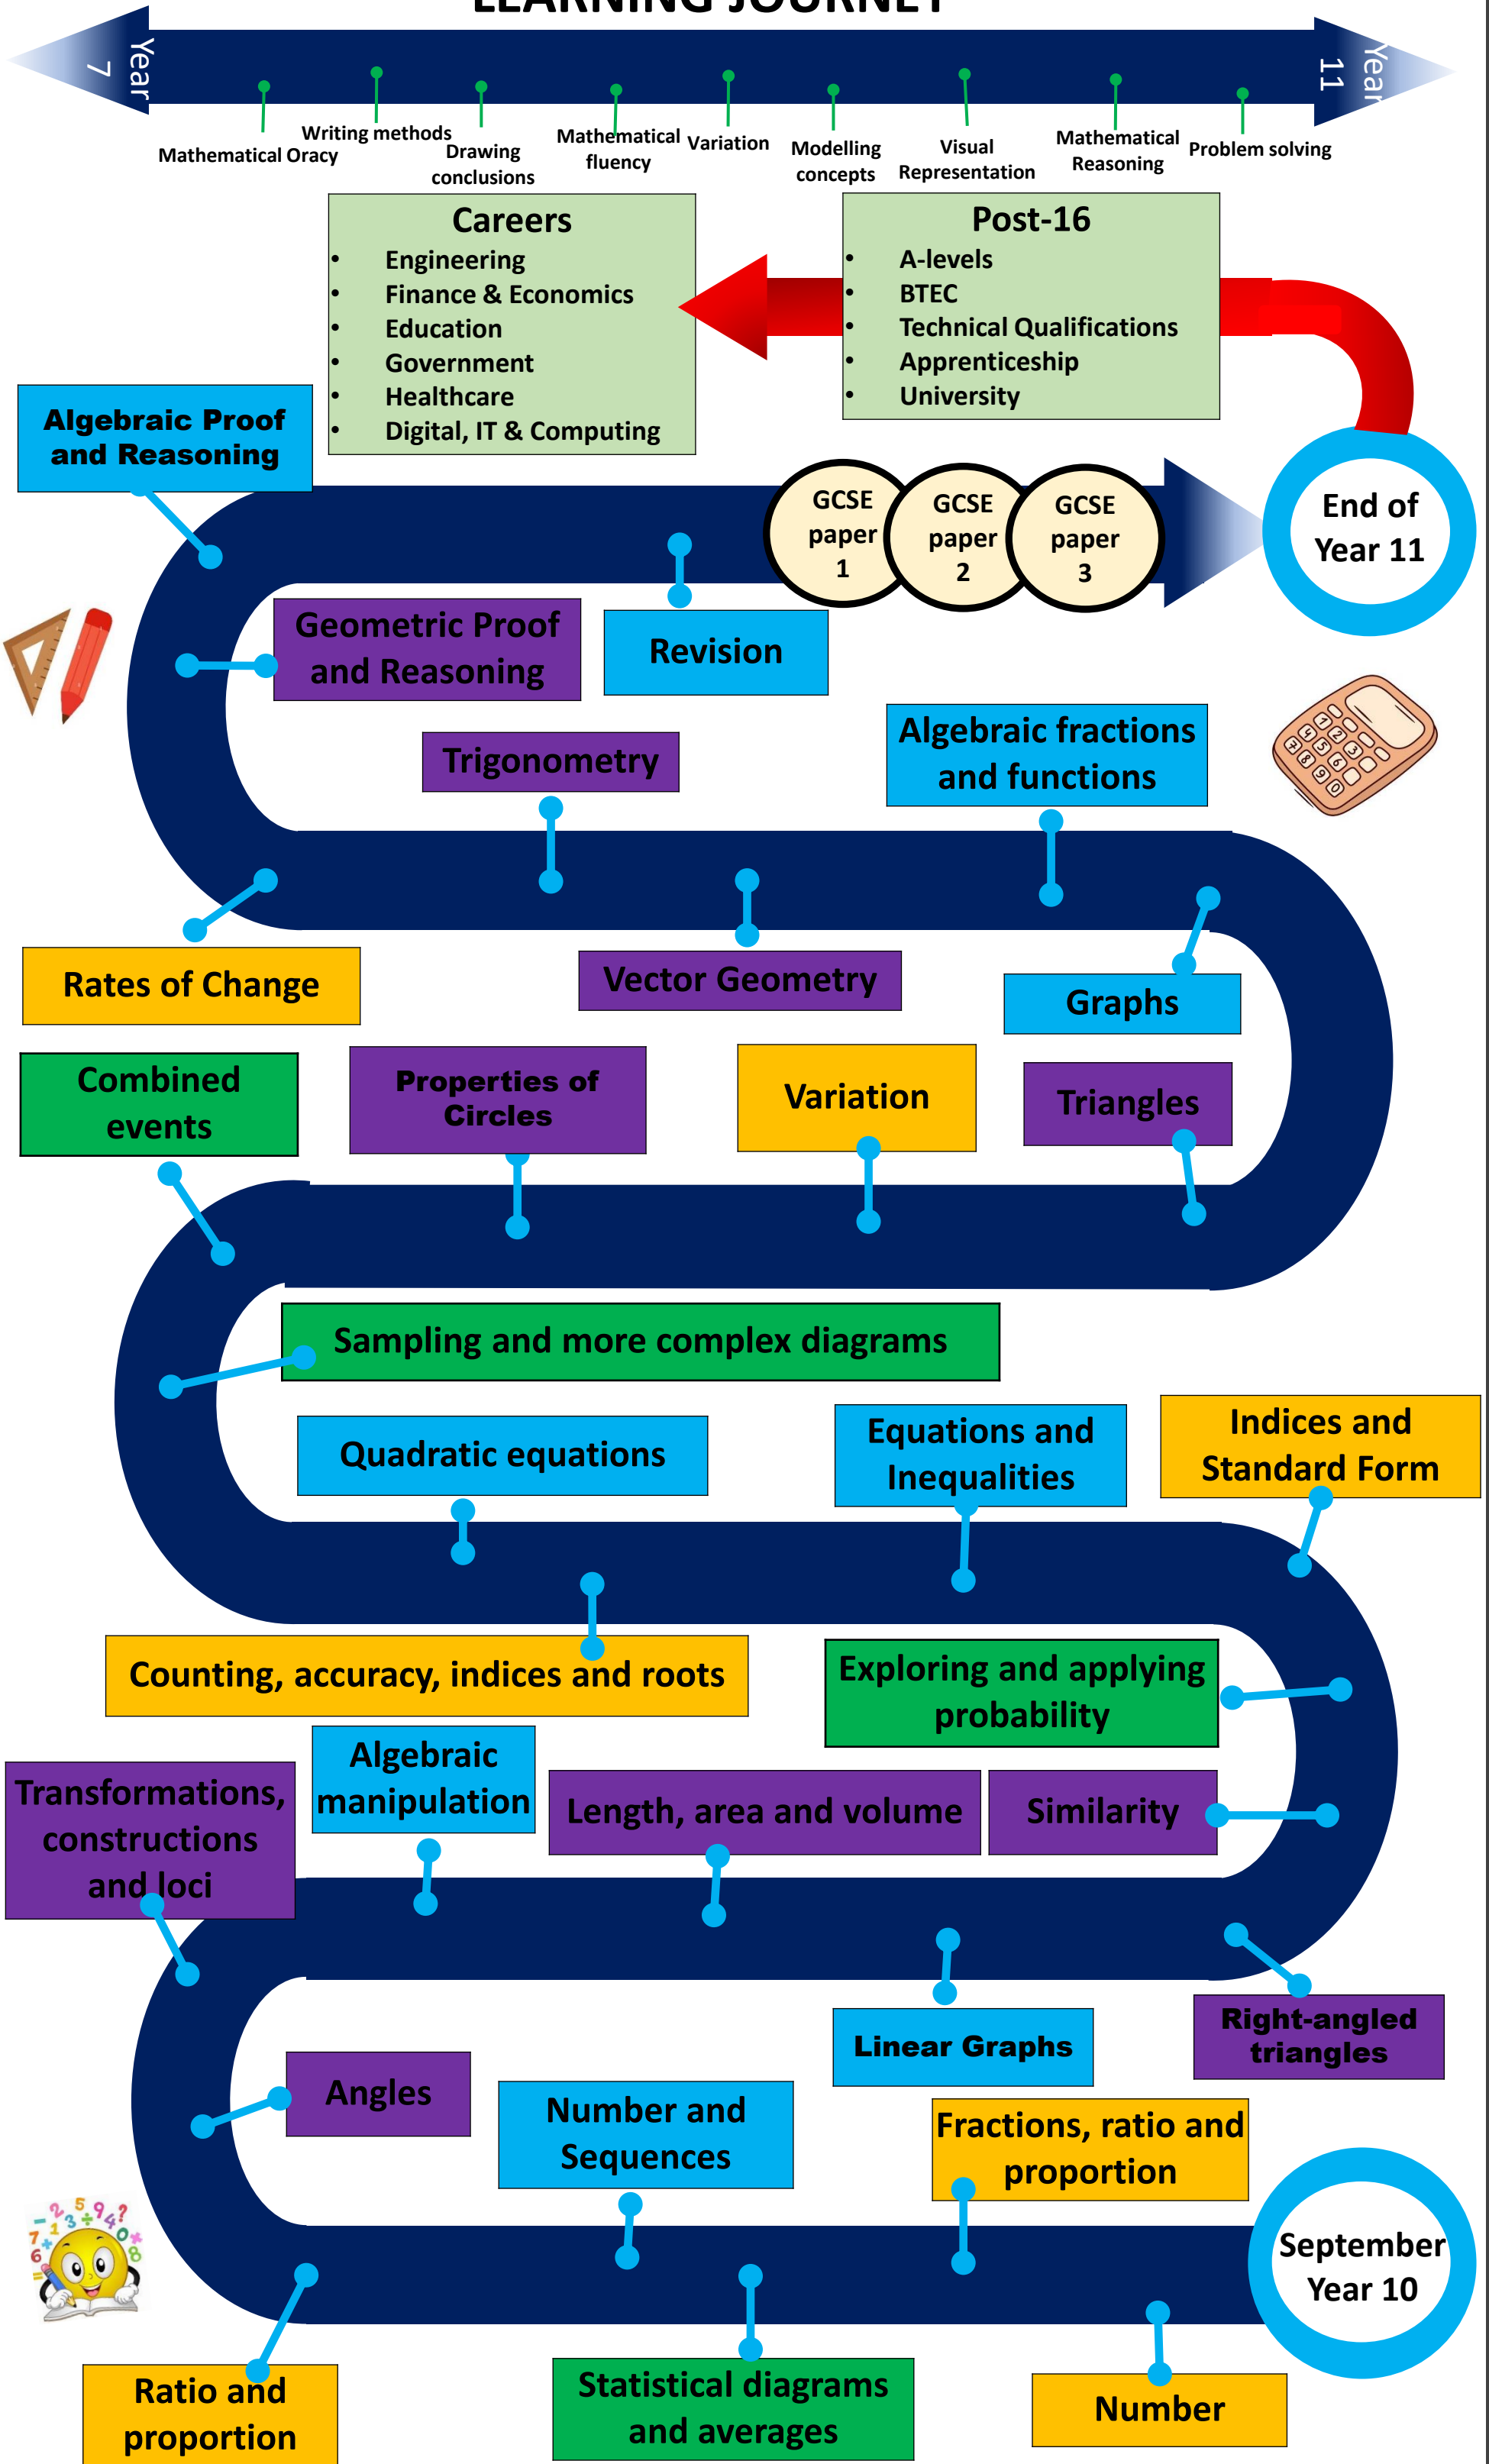 LEARNING JOURNEY
Year
7
Year
11
Mathematical Oracy
Writing methods
Drawing
conclusions
Mathematical
fluency
Variation
Modelling
concepts
Visual
Representation
Mathematical
Reasoning
Problem solving
Careers
• Engineering
• Finance & Economics
• Education
• Government
• Healthcare
• Digital, IT & Computing
Post-16
• A-levels
• BTEC
• Technical Qualifications
• Apprenticeship
• University
Algebraic Proof
and Reasoning
GCSE
paper
1
GCSE
paper
2
GCSE
paper
3
End of
Year 11
Geometric Proof
and Reasoning
Revision
Trigonometry
Algebraic fractions
and functions
Rates of Change
Vector Geometry
Graphs
Combined
events
Properties of
Circles
Variation
Triangles
Sampling and more complex diagrams
Quadratic equations
Equations and
Inequalities
Indices and
Standard Form
Counting, accuracy, indices and roots
Exploring and applying
probability
Transformations,
constructions
and loci
Algebraic
manipulation
Length, area and volume
Similarity
Linear Graphs
Right-angled
triangles
Angles
Number and
Sequences
Fractions, ratio and
proportion
September
Year 10
Ratio and
proportion
Statistical diagrams
and averages
Number